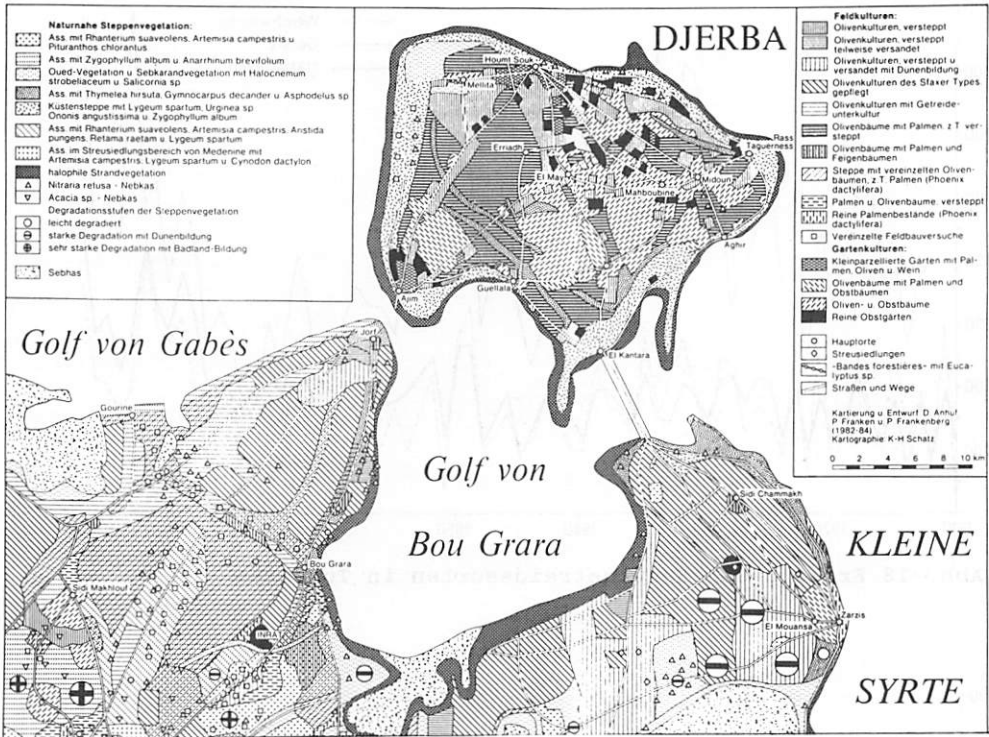 Naturnahe Steppenvegetation:
Ass. mit Rhanterium suaveolens, Artemisia campestris u.
Pituranthos chlorantus
Ass. mit Zygophyllum album u. Anarrhinum brevifolium
Oued-Vegetation u Sebkarandvegetation mit Halocnemum
strobeliaceum u Salicornia sp
Ass. mit Thymelea hirsuta, Gymnocarpus decander u. Asphodelus sp
Küstensteppe mit Lygeum spartum, Urginea sp
Ononis angustissima u. Zygophyllum album
Ass. mit Rhanterium suaveolens, Artemisia campestris, Aristida
pungens, Retama raetam u Lygeum spartum
Ass. im Streusiedlungsbereich von Medenine mit
Artemisia campestris, Lygeum spartum u Cynodon dactylon
halophile Strandvegetation
Nitraria retusa - Nebkas
Acacia sp. - Nebkas
Degradationsstufen der Steppenvegetation
leicht degradiert
starke Degradation mit Dünenbildung
sehr starke Degradation mit Badland-Bildung
Sebhas
DJERBA
Houmt Souk
Mellita
Erriadh
El May
Mahboubine
Midoun
Rass
Taguerness
Aghir
Guellala
Ajim
El Kantara
Feldkulturen:
Olivenkulturen, versteppt
Olivenkulturen, versteppt
teilweise versandet
Olivenkulturen, versteppt u
versandet mit Dünenbildung
Olivenkulturen des Sfaxer Types
gepflegt
Olivenkulturen mit Getreide-
unterkultur
Olivenbäume mit Palmen, z.T. ver-
steppt
Olivenbäume mit Palmen und
Feigenbäumen
Steppe mit vereinzelten Oliven-
bäumen, z.T. Palmen (Phoenix
dactylifera)
Palmen u. Olivenbäume, versteppt
Reine Palmenbestände (Phoenix
dactylifera)
Vereinzelte Feldbauversuche
Gartenkulturen:
Kleinparzellierte Gärten mit Pal-
men, Oliven u. Wein
Olivenbäume mit Palmen und
Obstbäumen
Oliven- u. Obstbäume
Reine Obstgärten
Hauptorte
Streusiedlungen
-Bandes forestières- mit Euca-
lyptus sp.
Straßen und Wege
Kartierung u Entwurf D. Anhuf
P. Franken u. P. Frankenberg
(1982-84)
Kartographie: K-H Schatz
0 2 4 6 8 10 km
Golf von Gabès
Jorf
Gourine
Sidi Makhlouf
INRA
Bou Grara
Golf von
Bou Grara
Sidi Chammakh
KLEINE
El Mouansa
Zarzis
SYRTE